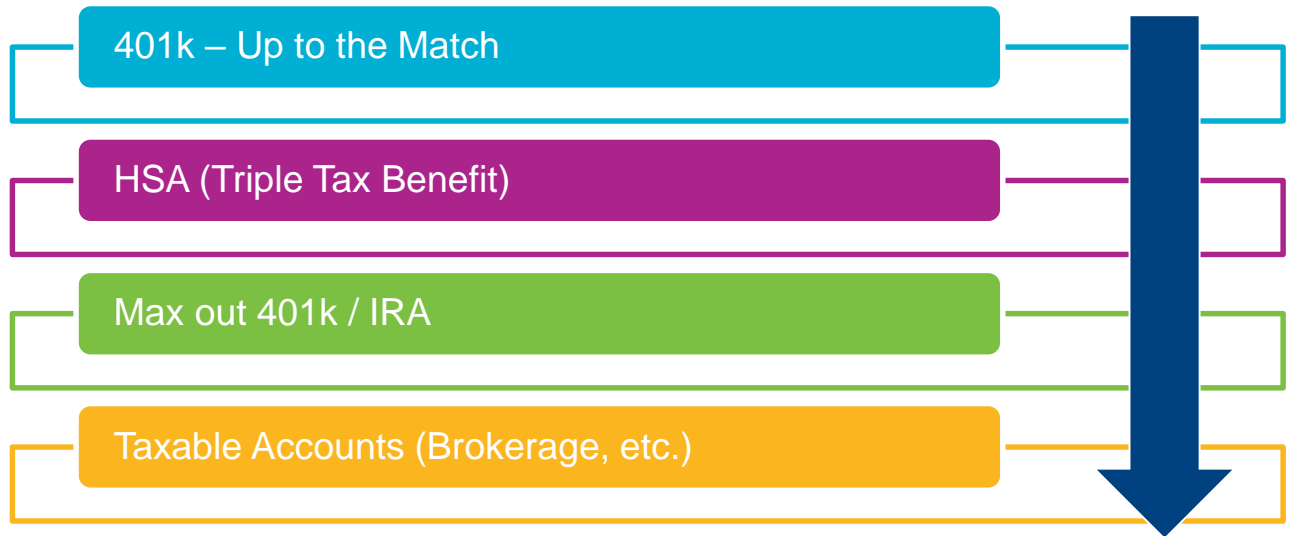 401k – Up to the Match
HSA (Triple Tax Benefit)
Max out 401k / IRA
Taxable Accounts (Brokerage, etc.)